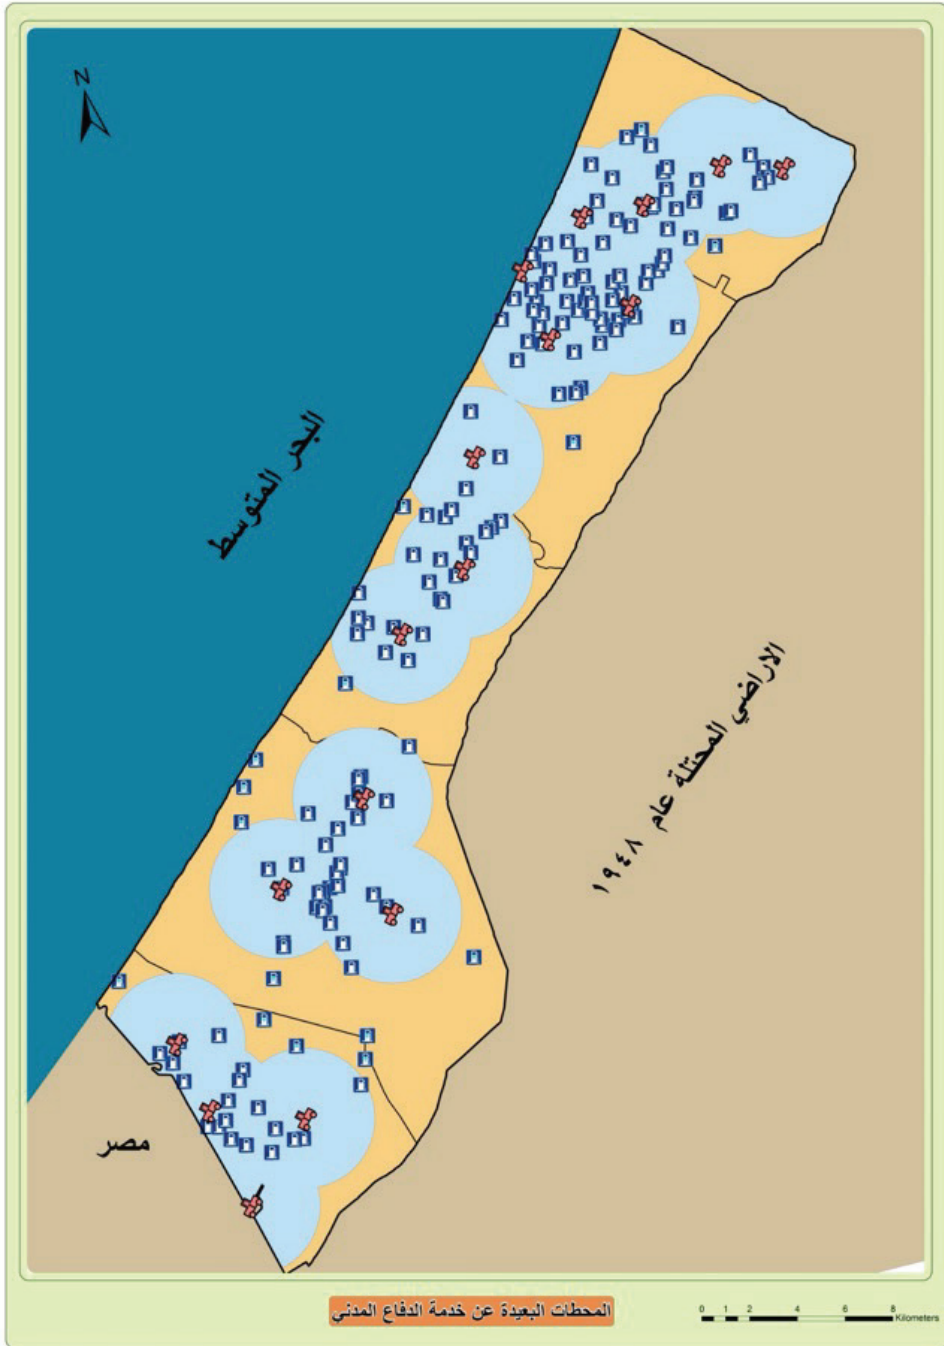 N
البحر المتوسط
الاراضي المحتلة عام ١٩٤٨
مصر
المحطات البعيدة عن خدمة الدفاع المدني
0 1 2 4 6 8
Kilometers